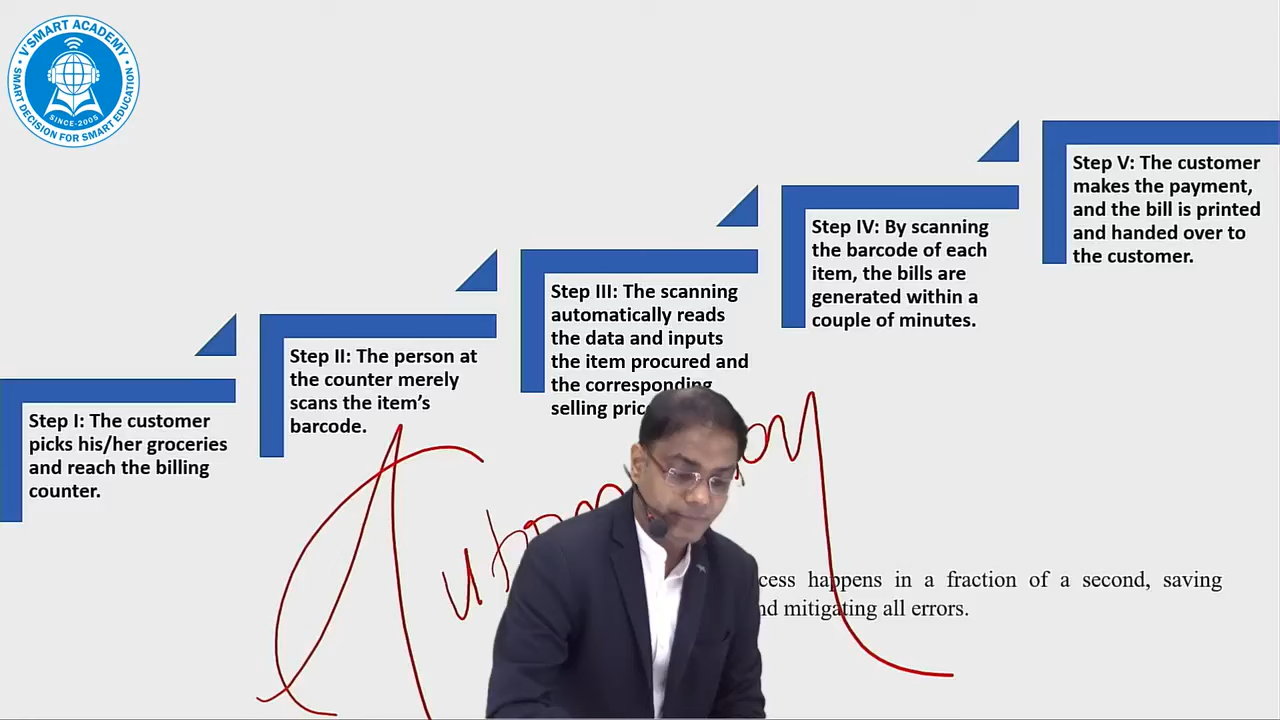 V'SMART ACADEMY
SINCE-2005
SMART DECISION FOR SMART EDUCATION
Step I: The customer
picks his/her groceries
and reach the billing
counter.
Step II: The person at
the counter merely
scans the item's
barcode.
Step III: The scanning
automatically reads
the data and inputs
the item procured and
the corresponding
selling
Step IV: By scanning
the barcode of each
item, the bills are
generated within a
couple of minutes.
Step V: The customer
makes the payment,
and the bill is printed
and handed over to
the customer.
happens in a fraction of a second, saving
mitigating all errors.